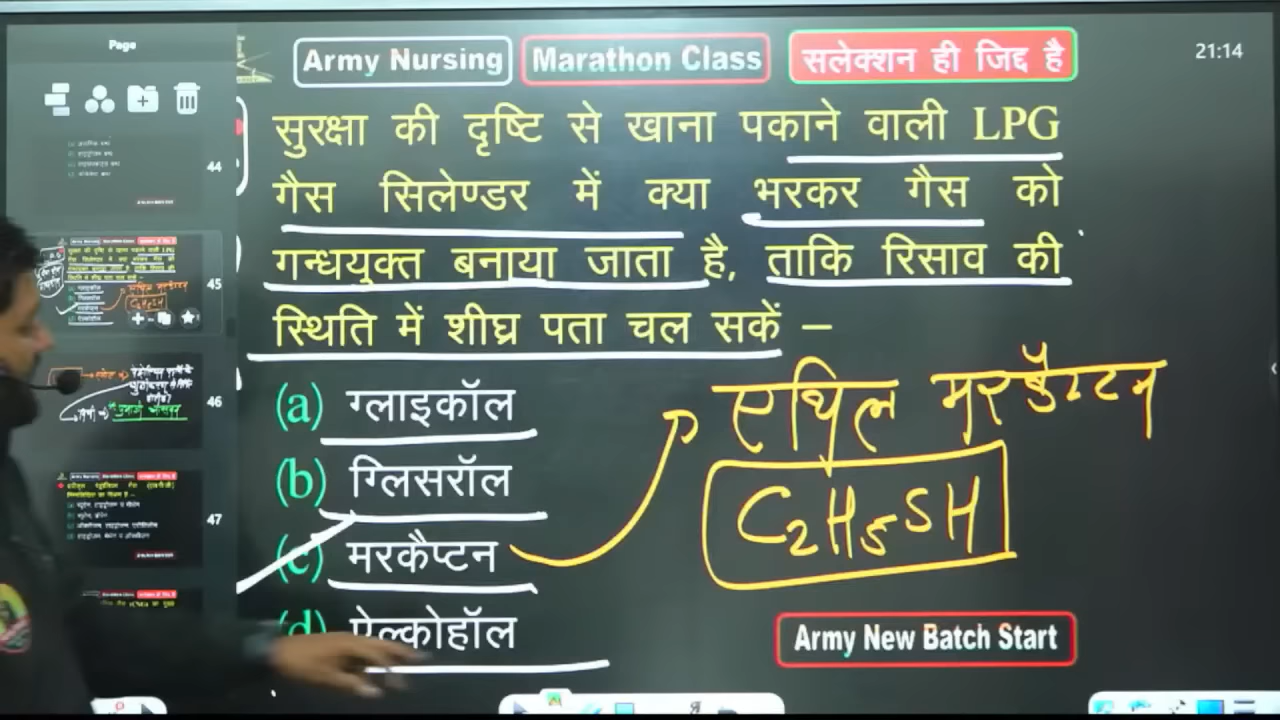 Page
Army Nursing
Marathon Class
सलेक्शन ही जिद्द है
21:14
सुरक्षा की दृष्टि से खाना पकाने वाली LPG
गैस सिलेण्डर में क्या भरकर गैस को
गन्धयुक्त बनाया जाता है, ताकि रिसाव की
स्थिति में शीघ्र पता चल सकें –
(a) ग्लाइकॉल
(b) ग्लिसरॉल
(c) मरकैप्टन
(d) ऐल्कोहॉल
एथिल मरकैप्टन
C₂H₅SH
Army New Batch Start
44
45
46
47